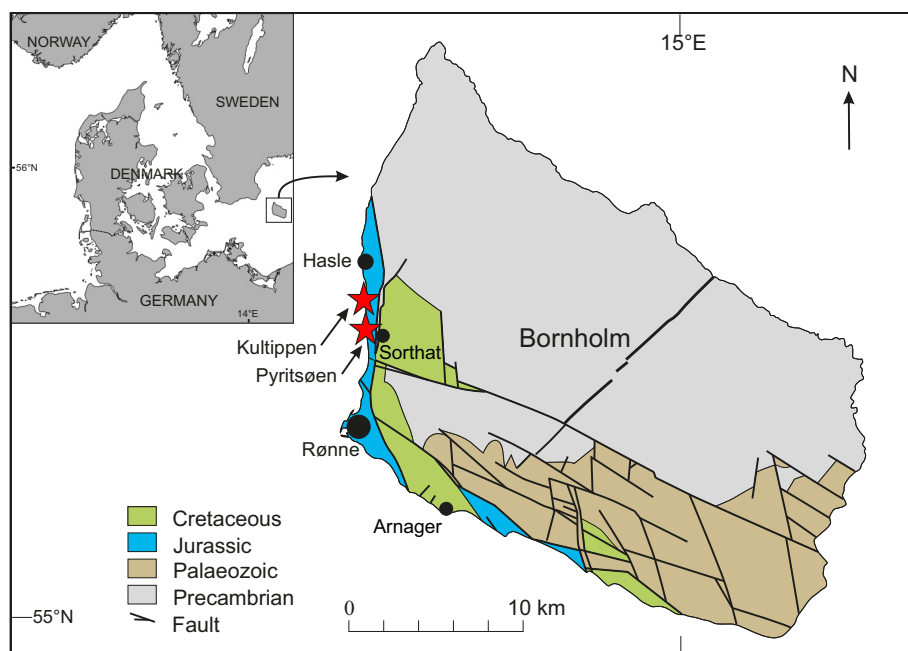 NORWAY
SWEDEN
56°N
DENMARK
GERMANY
14°E
15°E
N
Hasle
Kultippen
Sorthat
Pyritsøen
Bornholm
Rønne
Arnager
Cretaceous
Jurassic
Palaeozoic
Precambrian
Fault
0 10 km
55°N